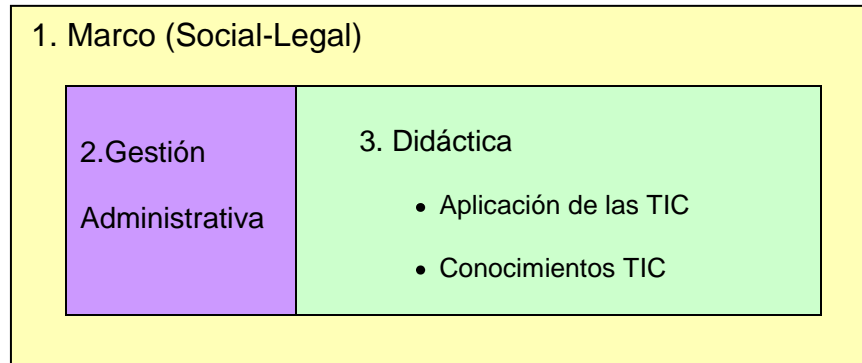 1. Marco (Social-Legal)
2.Gestión
Administrativa
3. Didáctica
• Aplicación de las TIC
• Conocimientos TIC